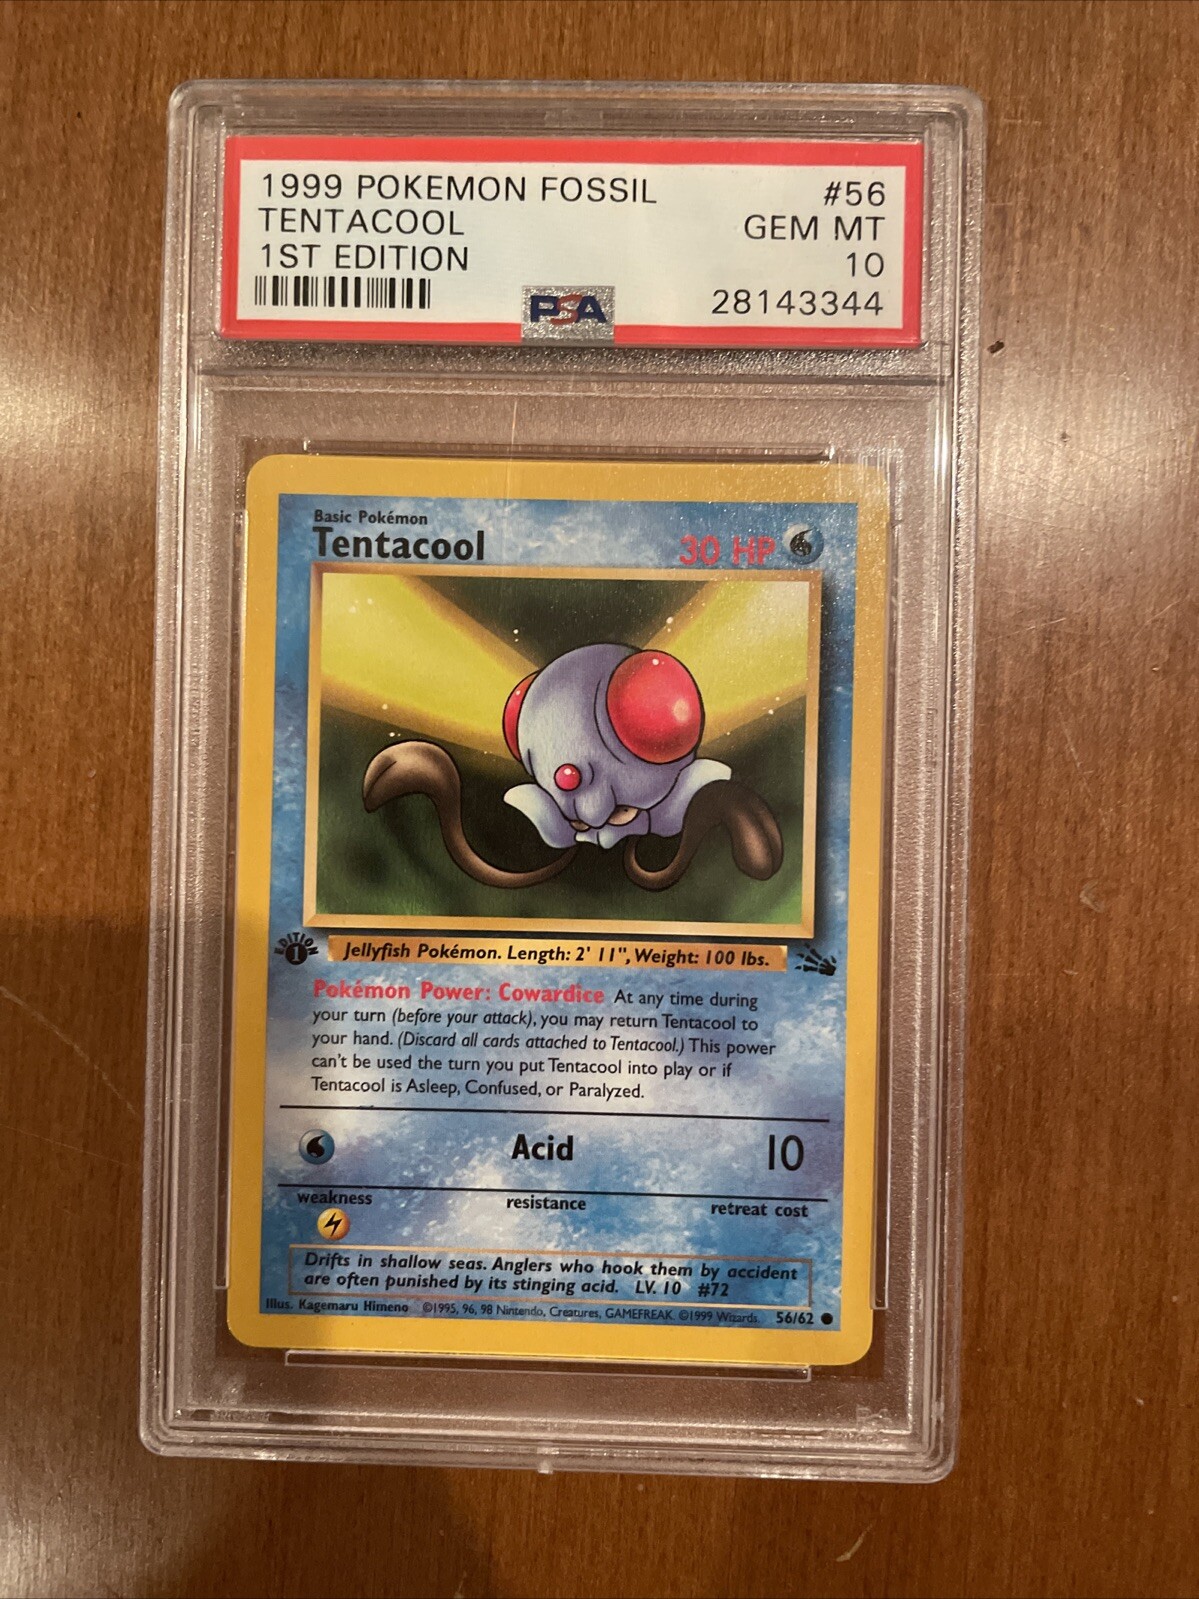 1999 POKEMON FOSSIL #56
TENTACOOL GEM MT
1ST EDITION 10
PSA 28143344
Basic Pokémon
Tentacool 30 HP
EDITION 1
Jellyfish Pokémon. Length: 2' 11", Weight: 100 lbs.
Pokémon Power: Cowardice At any time during
your turn (before your attack), you may return Tentacool to
your hand. (Discard all cards attached to Tentacool.) This power
can't be used the turn you put Tentacool into play or if
Tentacool is Asleep, Confused, or Paralyzed.
Acid 10
weakness resistance retreat cost
Drifts in shallow seas. Anglers who hook them by accident
are often punished by its stinging acid. LV. 10 #72
Illus. Kagemaru Himeno ©1995, 96, 98 Nintendo, Creatures, GAMEFREAK. ©1999 Wizards. 56/62